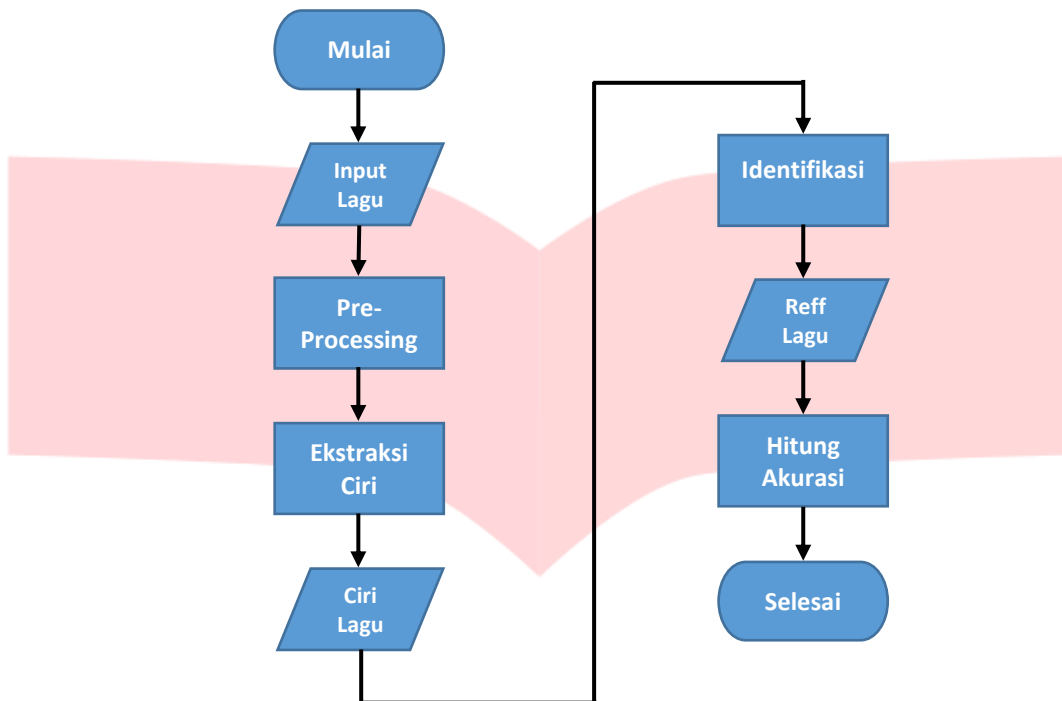 Mulai
Input
Lagu
Pre-
Processing
Ekstraksi
Ciri
Ciri
Lagu
Identifikasi
Reff
Lagu
Hitung
Akurasi
Selesai